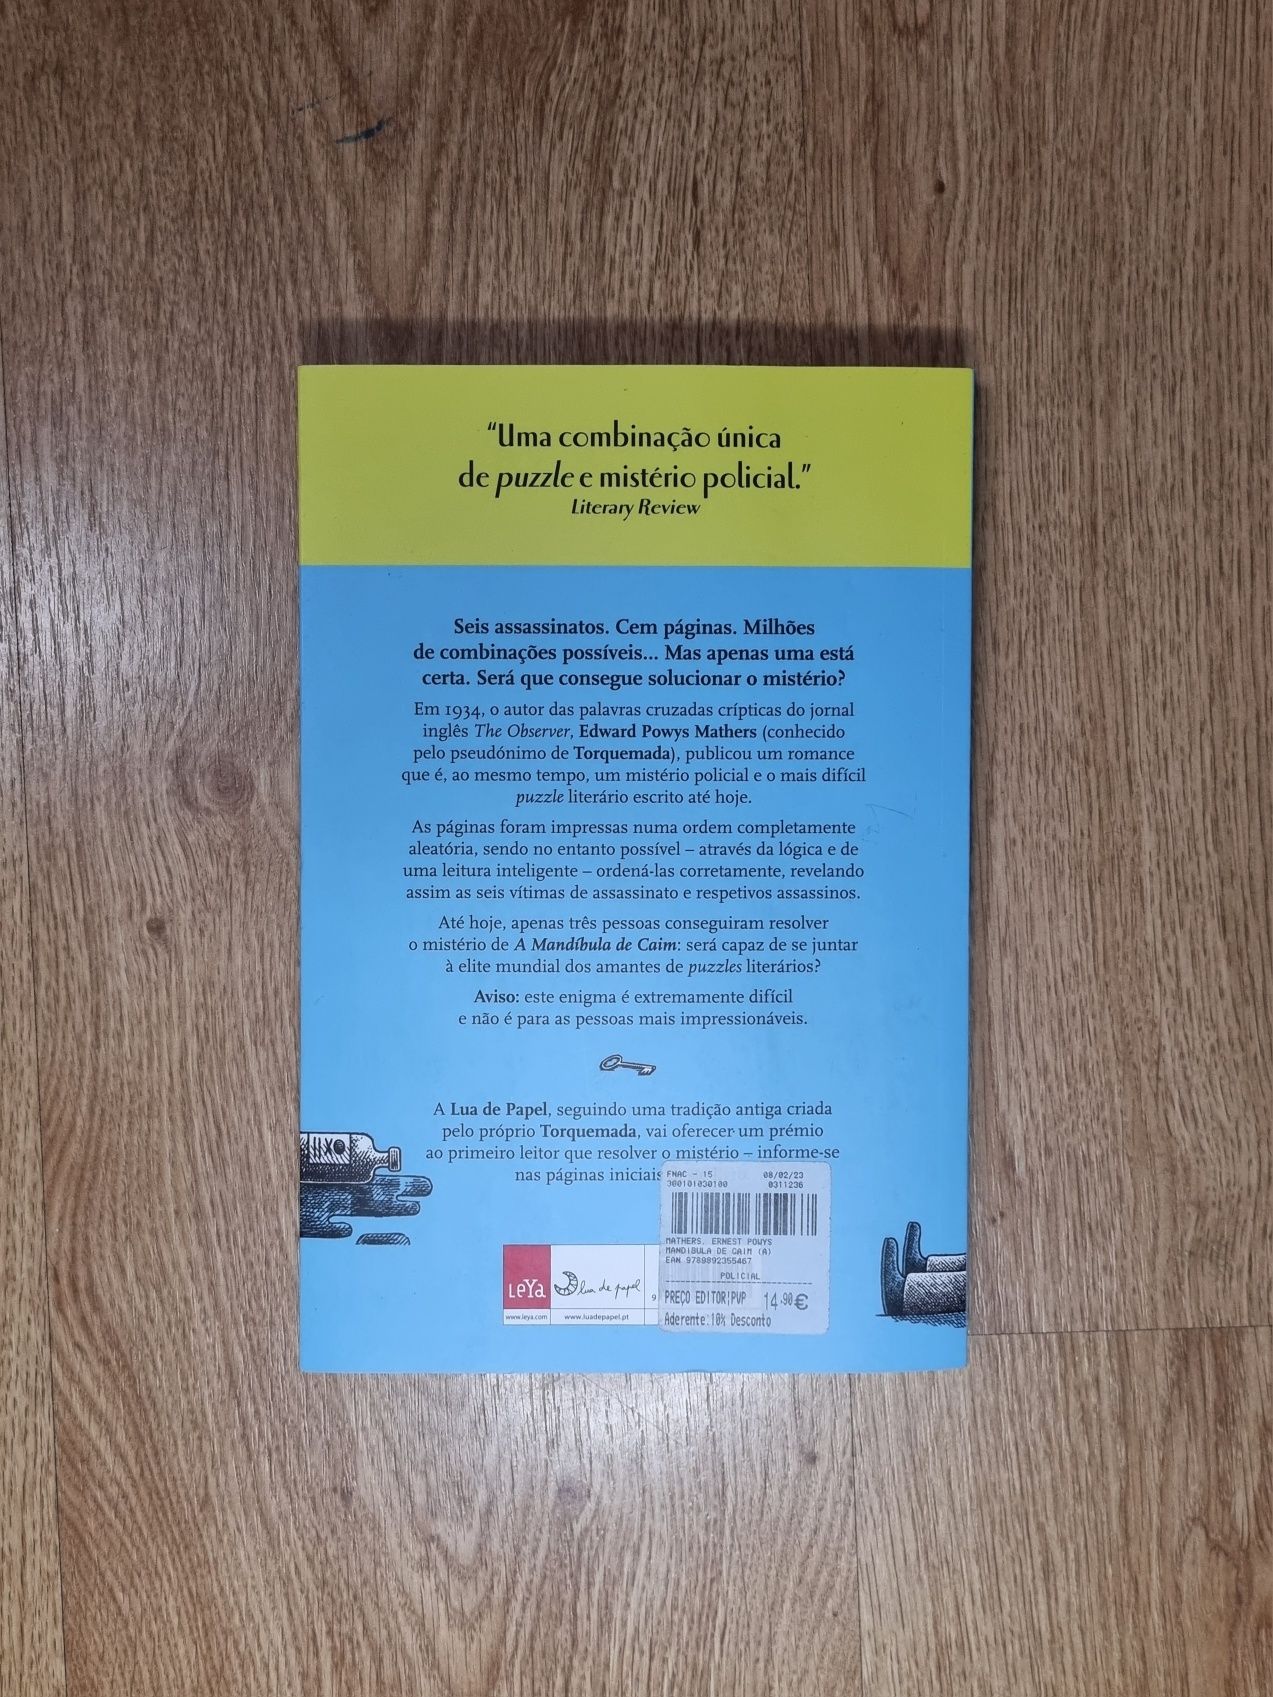 “Uma combinação única
de puzzle e mistério policial.”
Literary Review
Seis assassinatos. Cem páginas. Milhões
de combinações possíveis... Mas apenas uma está
certa. Será que consegue solucionar o mistério?
Em 1934, o autor das palavras cruzadas crípticas do jornal
inglês The Observer, Edward Powys Mathers (conhecido
pelo pseudónimo de Torquemada), publicou um romance
que é, ao mesmo tempo, um mistério policial e o mais difícil
puzzle literário escrito até hoje.
As páginas foram impressas numa ordem completamente
aleatória, sendo no entanto possível – através da lógica e de
uma leitura inteligente – ordená-las corretamente, revelando
assim as seis vítimas de assassinato e respetivos assassinos.
Até hoje, apenas três pessoas conseguiram resolver
o mistério de A Mandíbula de Caim: será capaz de se juntar
à elite mundial dos amantes de puzzles literários?
Aviso: este enigma é extremamente difícil
e não é para as pessoas mais impressionáveis.
A Lua de Papel, seguindo uma tradição antiga criada
pelo próprio Torquemada, vai oferecer um prémio
ao primeiro leitor que resolver o mistério – informe-se
nas páginas iniciais
FNAC - 15 08/02/23
300101030100 0311236
MATHERS, ERNEST POWYS
MANDIBULA DE CAIM (A)
EAN 9789892355467
POLICIAL
PREÇO EDITOR|PVP 14.90€
Aderente:10% Desconto
LeYa
lua de papel
9
www.leya.com www.luadepapel.pt